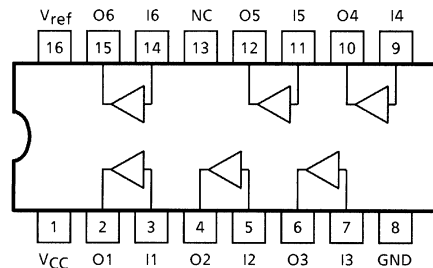 Vref O6 I6 NC O5 I5 O4 I4
16 15 14 13 12 11 10 9
1 2 3 4 5 6 7 8
VCC O1 I1 O2 I2 O3 I3 GND